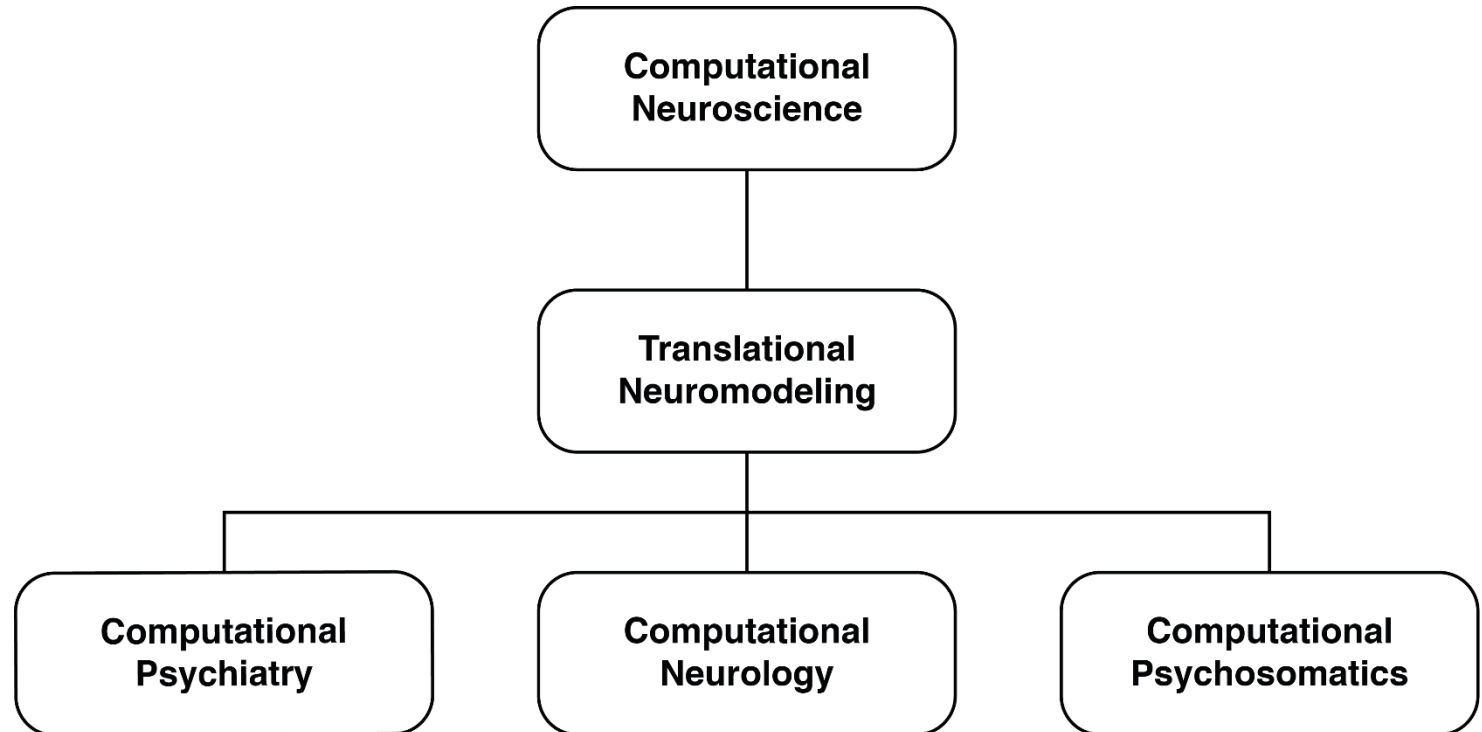 Computational
Neuroscience
Translational
Neuromodeling
Computational
Psychiatry
Computational
Neurology
Computational
Psychosomatics